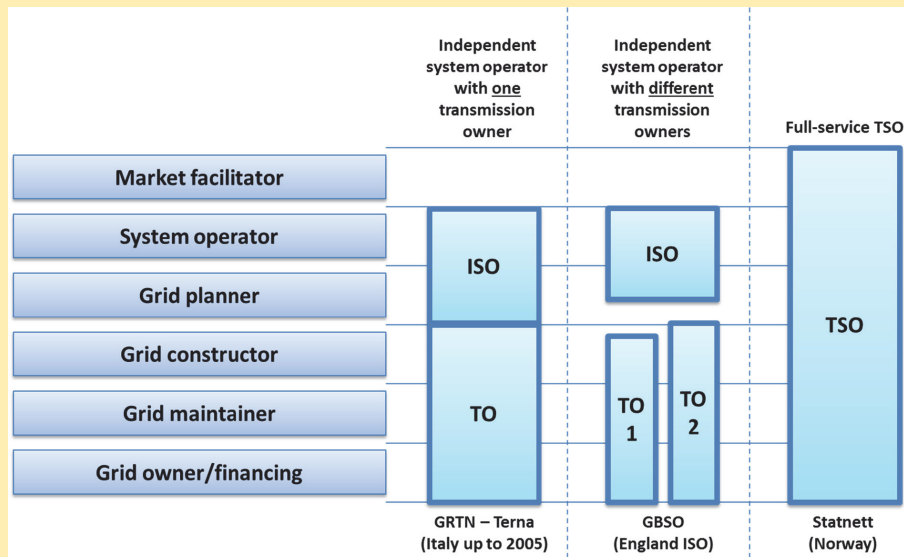 Independent
system operator
with one
transmission
owner
Independent
system operator
with different
transmission
owners
Full-service TSO
Market facilitator
System operator
Grid planner
Grid constructor
Grid maintainer
Grid owner/financing
ISO
TO
ISO
TO
1
TO
2
TSO
GRTN – Terna
(Italy up to 2005)
GBSO
(England ISO)
Statnett
(Norway)